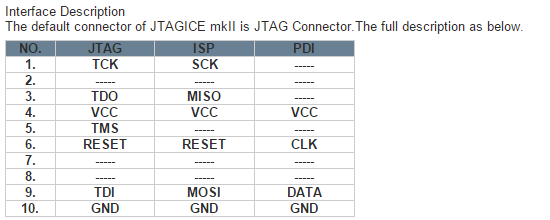 Interface Description
The default connector of JTAGICE mkII is JTAG Connector.The full description as below.
NO. JTAG ISP PDI
1. TCK SCK -----
2. ----- ----- -----
3. TDO MISO -----
4. VCC VCC VCC
5. TMS ----- -----
6. RESET RESET CLK
7. ----- ----- -----
8. ----- ----- -----
9. TDI MOSI DATA
10. GND GND GND